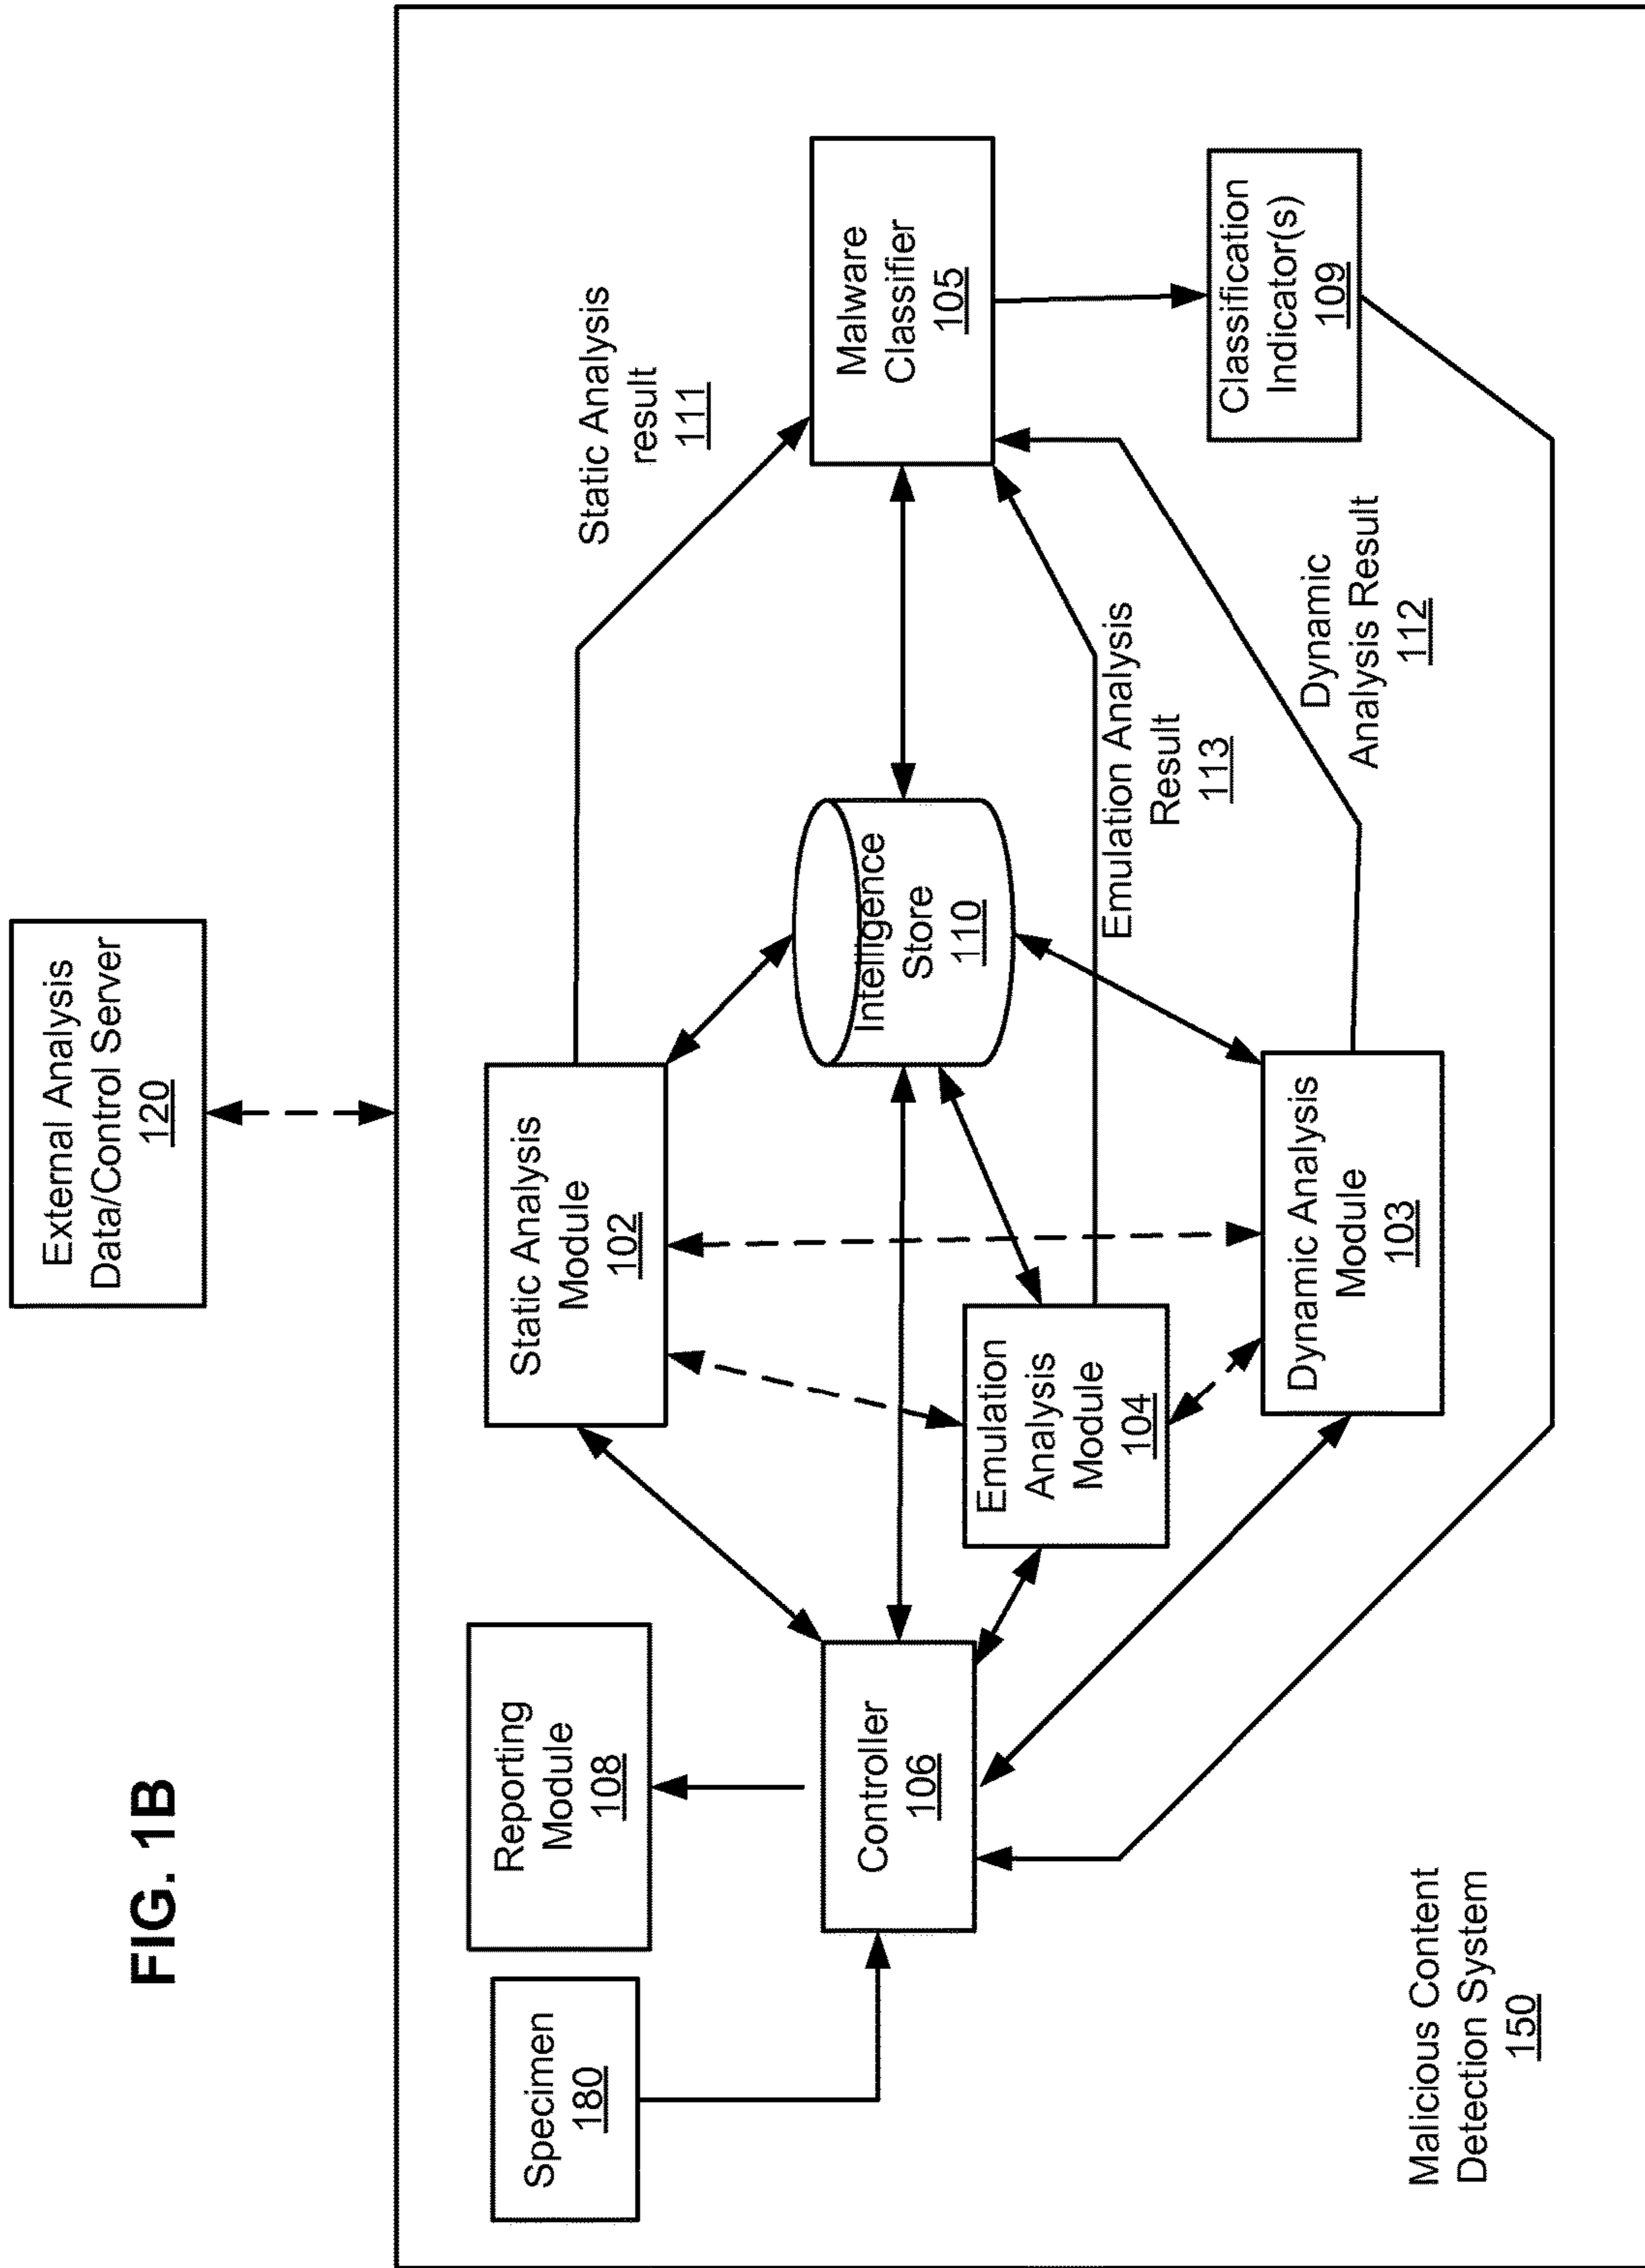 FIG. 1B
External Analysis
Data/Control Server
120
Specimen
180
Reporting
Module
108
Static Analysis
Module
102
Static Analysis
result
111
Controller
106
Intelligence
Store
110
Malware
Classifier
105
Emulation
Analysis
Module
104
Emulation Analysis
Result
113
Dynamic Analysis
Module
103
Dynamic
Analysis Result
112
Classification
Indicator(s)
109
Malicious Content
Detection System
150